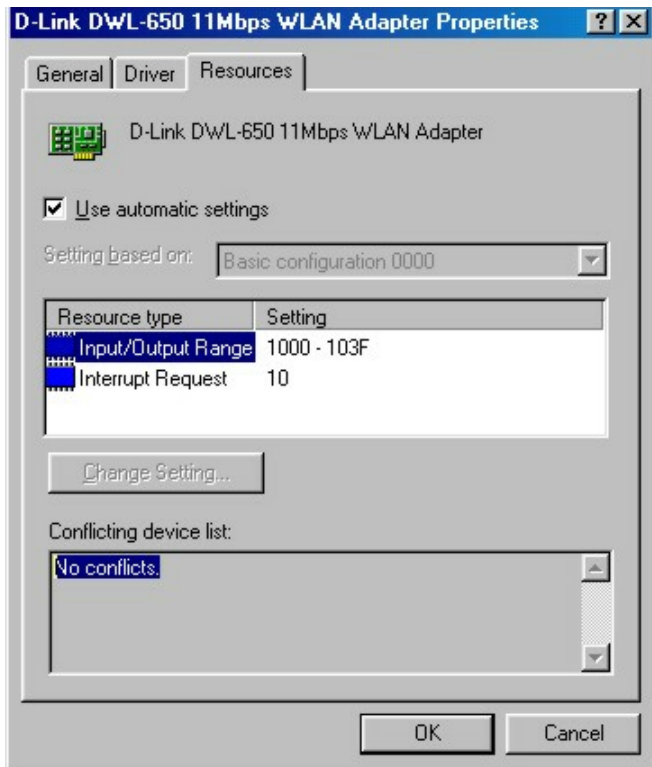 D-Link DWL-650 11Mbps WLAN Adapter Properties ? ×
General Driver Resources
D-Link DWL-650 11Mbps WLAN Adapter
Use automatic settings
Setting based on: Basic configuration 0000
Resource type Setting
Input/Output Range 1000 - 103F
Interrupt Request 10
Change Setting...
Conflicting device list:
No conflicts.
OK Cancel